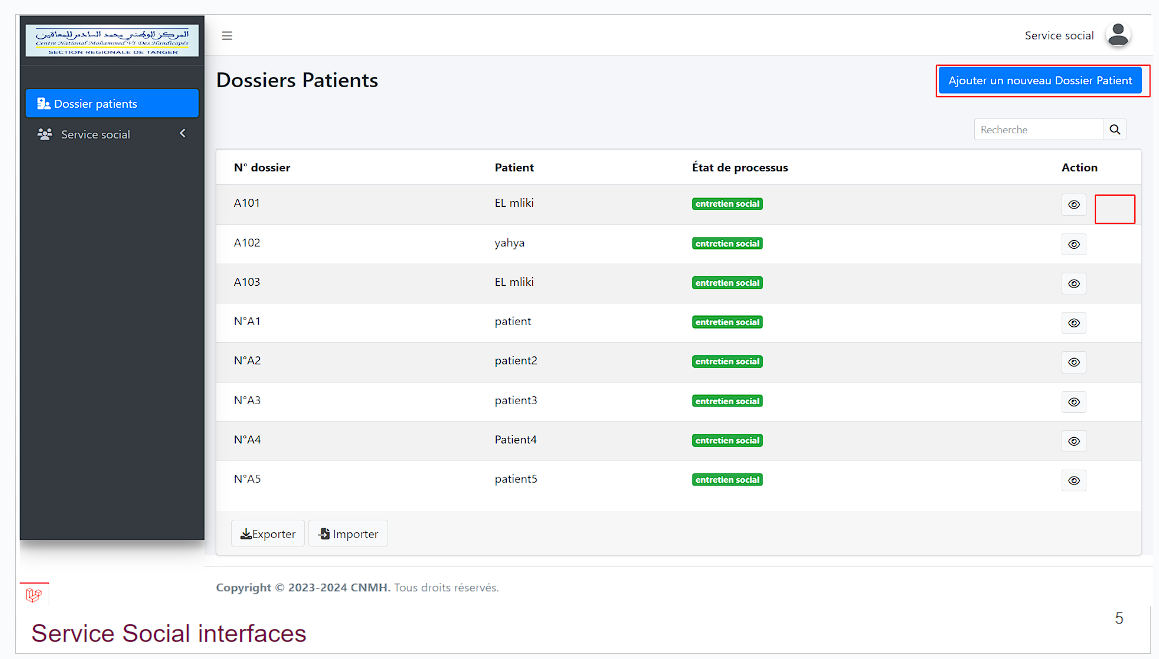 المركز الوطني محمد السادس للمعاقين
Centre National Mohammed VI Des Handicapés
SECTION REGIONALE DE TANGER
Service social
Dossier patients
Service social
Dossiers Patients
Ajouter un nouveau Dossier Patient
Recherche
N° dossier Patient État de processus Action
A101 EL mliki entretien social
A102 yahya entretien social
A103 EL mliki entretien social
N°A1 patient entretien social
N°A2 patient2 entretien social
N°A3 patient3 entretien social
N°A4 Patient4 entretien social
N°A5 patient5 entretien social
Exporter Importer
Copyright © 2023-2024 CNMH. Tous droits réservés.
5
Service Social interfaces